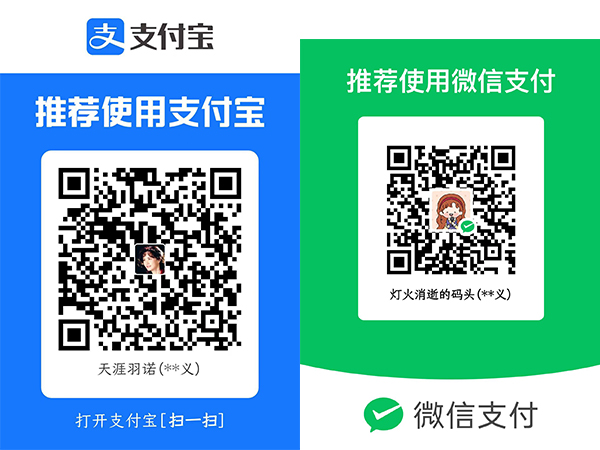 支付宝
推荐使用支付宝
天涯羽诺(**义)
打开支付宝[扫一扫]
推荐使用微信支付
灯火消逝的码头(**义)
微信支付